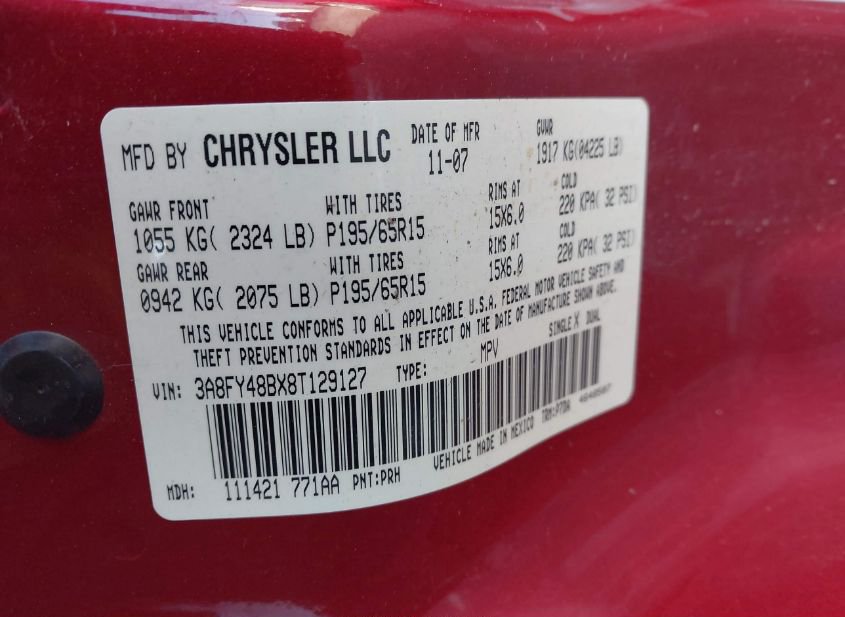 MFD BY CHRYSLER LLC DATE OF MFR 11-07 GVWR 1917 KG(04225 LB)
GAWR FRONT WITH TIRES RIMS AT COLD
1055 KG( 2324 LB) P195/65R15 15X6.0 220 KPA( 32 PSI)
GAWR REAR WITH TIRES RIMS AT COLD
0942 KG( 2075 LB) P195/65R15 15X6.0 220 KPA( 32 PSI)
THIS VEHICLE CONFORMS TO ALL APPLICABLE U.S.A. FEDERAL MOTOR VEHICLE SAFETY AND
THEFT PREVENTION STANDARDS IN EFFECT ON THE DATE OF MANUFACTURE SHOWN ABOVE.
VIN: 3A8FY48BX8T129127 TYPE: MPV SINGLE X DUAL
MDH: 111421 771AA PNT:PRH VEHICLE MADE IN MEXICO TRM:P7DA